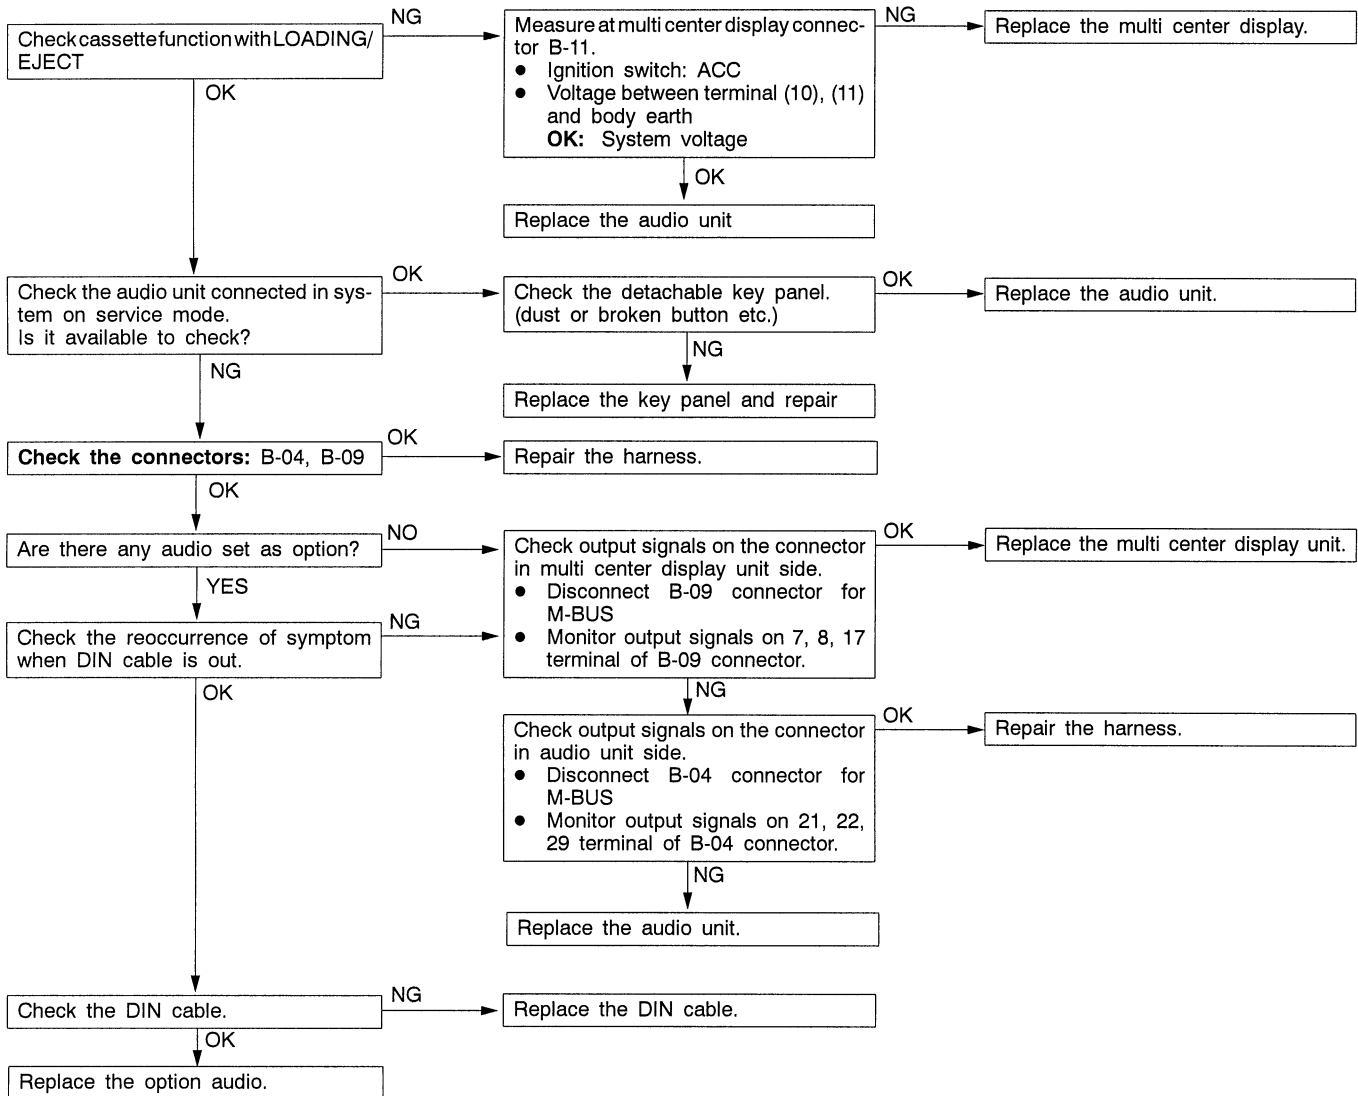 Check cassette function with LOADING/
EJECT
NG
Measure at multi center display connec-
tor B-11.
● Ignition switch: ACC
● Voltage between terminal (10), (11)
and body earth
OK: System voltage
NG
Replace the multi center display.
OK
OK
Replace the audio unit
Check the audio unit connected in sys-
tem on service mode.
Is it available to check?
OK
Check the detachable key panel.
(dust or broken button etc.)
OK
Replace the audio unit.
NG
NG
Replace the key panel and repair
Check the connectors: B-04, B-09
OK
Repair the harness.
OK
Are there any audio set as option?
NO
Check output signals on the connector
in multi center display unit side.
● Disconnect B-09 connector for
M-BUS
● Monitor output signals on 7, 8, 17
terminal of B-09 connector.
OK
Replace the multi center display unit.
YES
Check the reoccurrence of symptom
when DIN cable is out.
NG
OK
NG
Check output signals on the connector
in audio unit side.
● Disconnect B-04 connector for
M-BUS
● Monitor output signals on 21, 22,
29 terminal of B-04 connector.
OK
Repair the harness.
NG
Replace the audio unit.
Check the DIN cable.
NG
Replace the DIN cable.
OK
Replace the option audio.